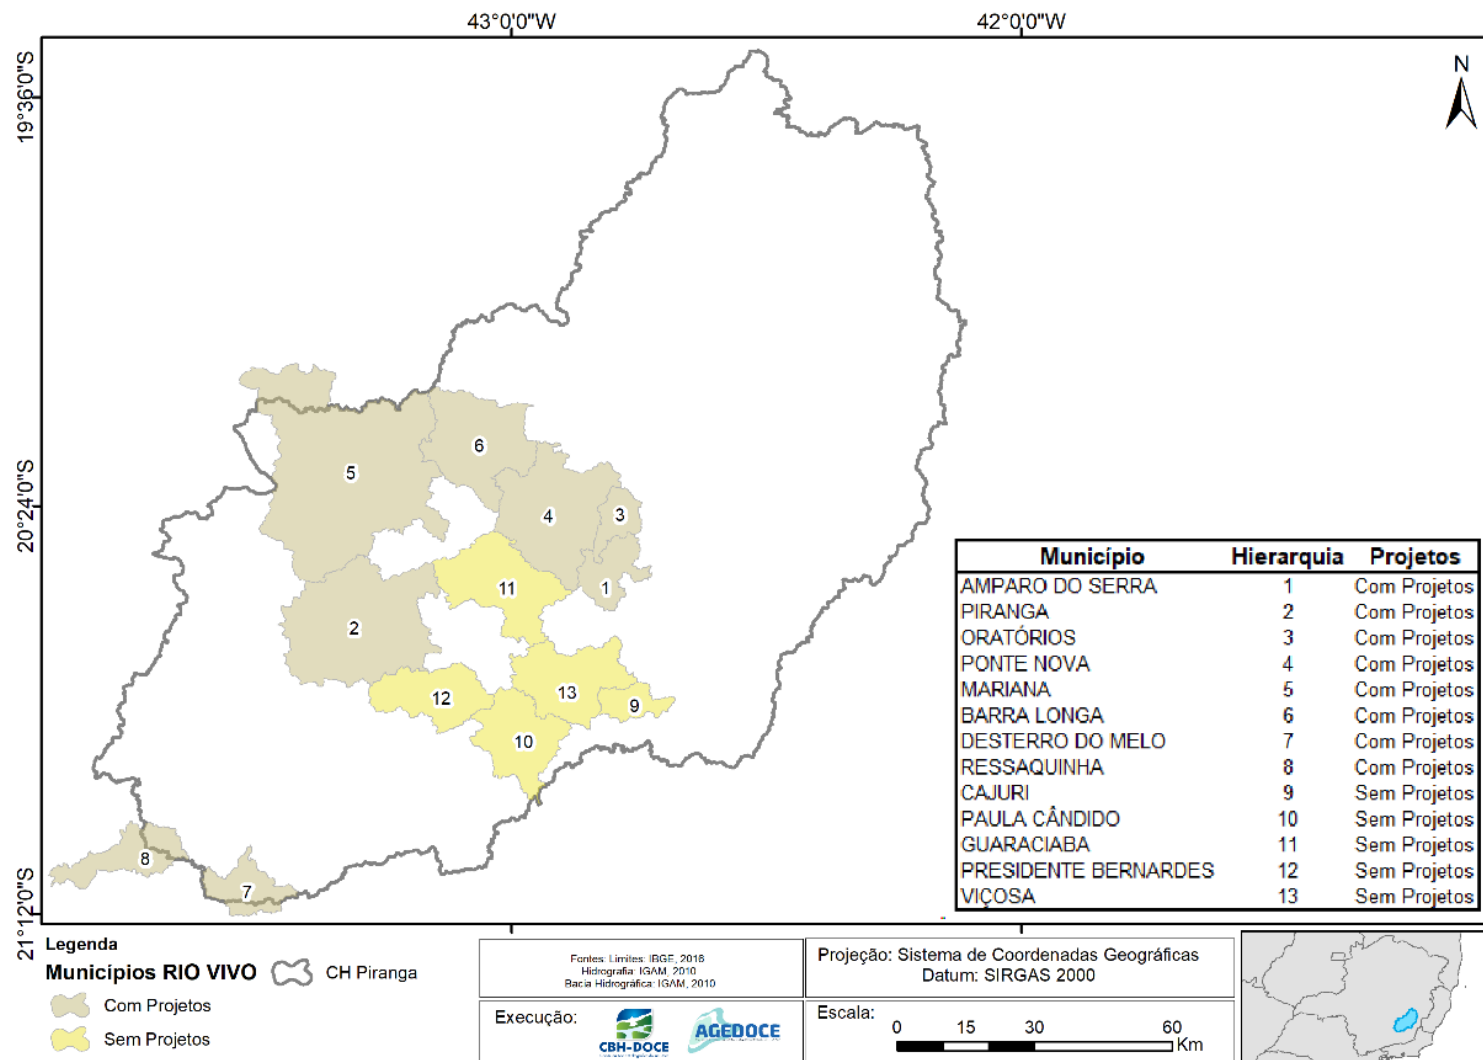 43°0'0"W
42°0'0"W
19°36'0"S
20°24'0"S
21°12'0"S
N
6
5
4
3
11
1
2
12
13
9
10
8
7
Município Hierarquia Projetos
AMPARO DO SERRA 1 Com Projetos
PIRANGA 2 Com Projetos
ORATÓRIOS 3 Com Projetos
PONTE NOVA 4 Com Projetos
MARIANA 5 Com Projetos
BARRA LONGA 6 Com Projetos
DESTERRO DO MELO 7 Com Projetos
RESSAQUINHA 8 Com Projetos
CAJURI 9 Sem Projetos
PAULA CÂNDIDO 10 Sem Projetos
GUARACIABA 11 Sem Projetos
PRESIDENTE BERNARDES 12 Sem Projetos
VIÇOSA 13 Sem Projetos
Legenda
Municípios RIO VIVO CH Piranga
Com Projetos
Sem Projetos
Fontes: Limites: IBGE, 2016
Hidrografia: IGAM, 2010
Bacia Hidrográfica: IGAM, 2010
Execução:
CBH-DOCE
AGEDOCE
Projeção: Sistema de Coordenadas Geográficas
Datum: SIRGAS 2000
Escala:
0 15 30 60
Km